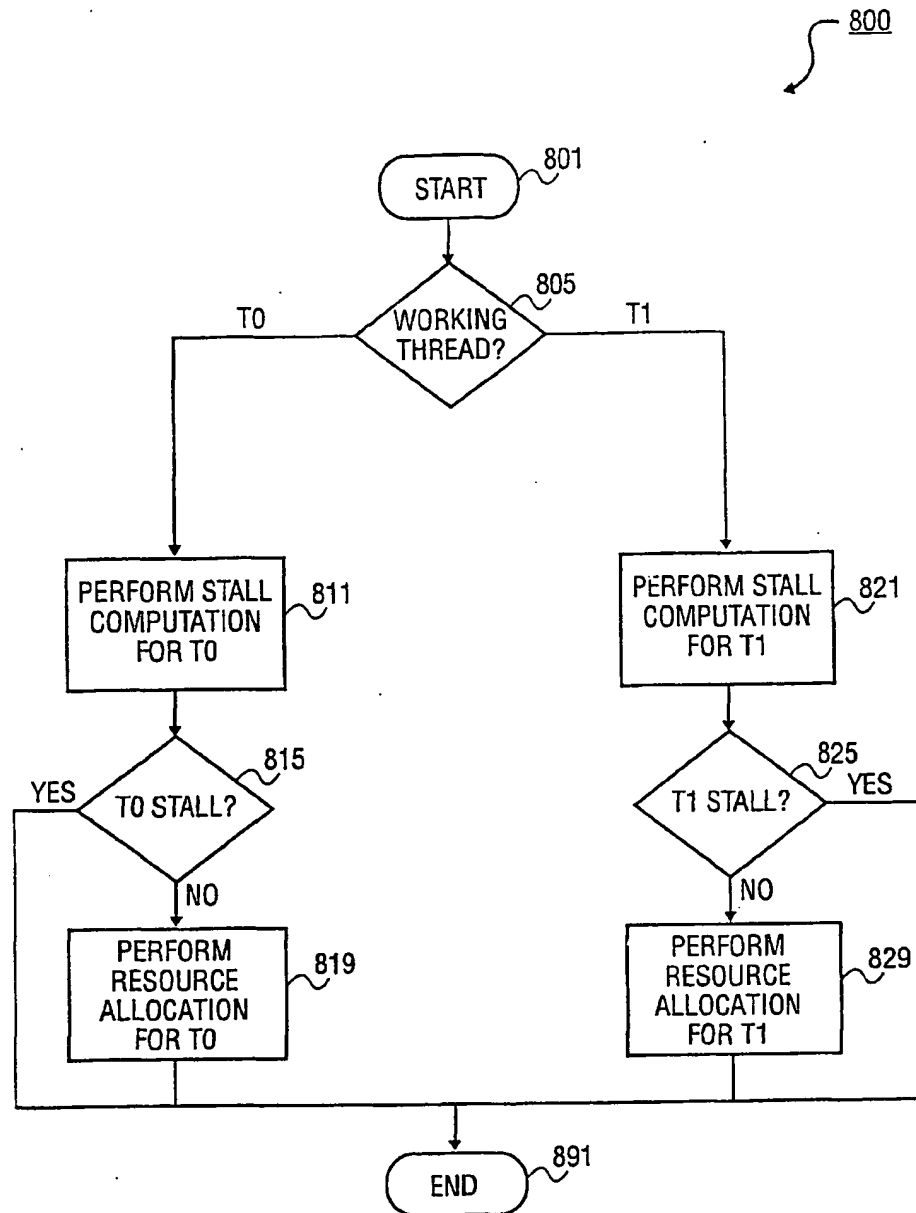 800
START
801
WORKING
THREAD?
805
T0
T1
PERFORM STALL
COMPUTATION
FOR T0
811
PERFORM STALL
COMPUTATION
FOR T1
821
T0 STALL?
815
YES
NO
T1 STALL?
825
YES
NO
PERFORM
RESOURCE
ALLOCATION
FOR T0
819
PERFORM
RESOURCE
ALLOCATION
FOR T1
829
END
891